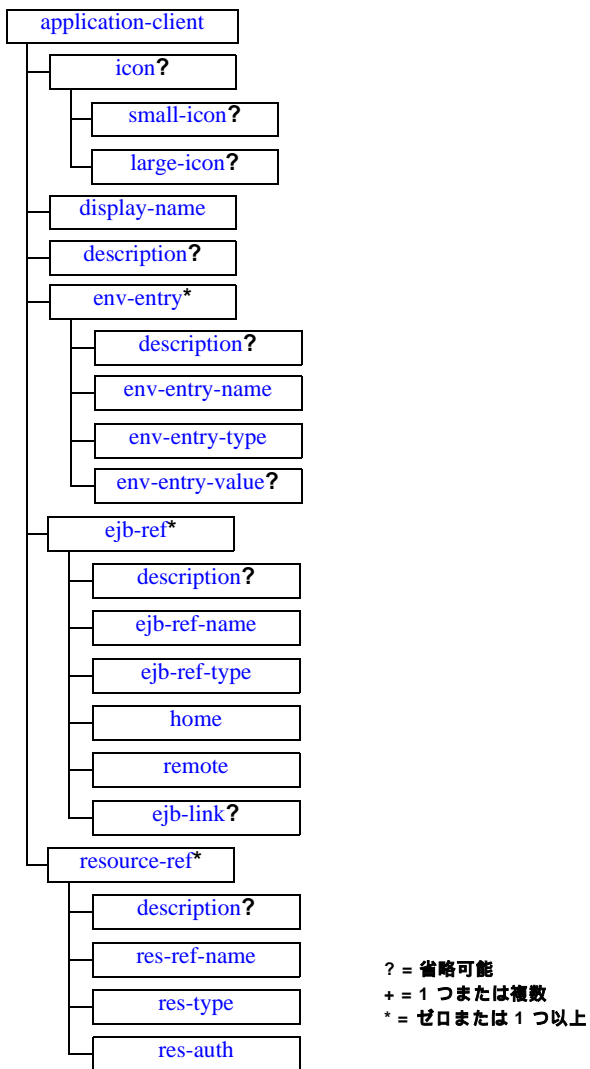 application-client
icon?
small-icon?
large-icon?
display-name
description?
env-entry*
description?
env-entry-name
env-entry-type
env-entry-value?
ejb-ref*
description?
ejb-ref-name
ejb-ref-type
home
remote
ejb-link?
resource-ref*
description?
res-ref-name
res-type
res-auth
? = 省略可能
+ = 1 つまたは複数
* = ゼロまたは 1 つ以上